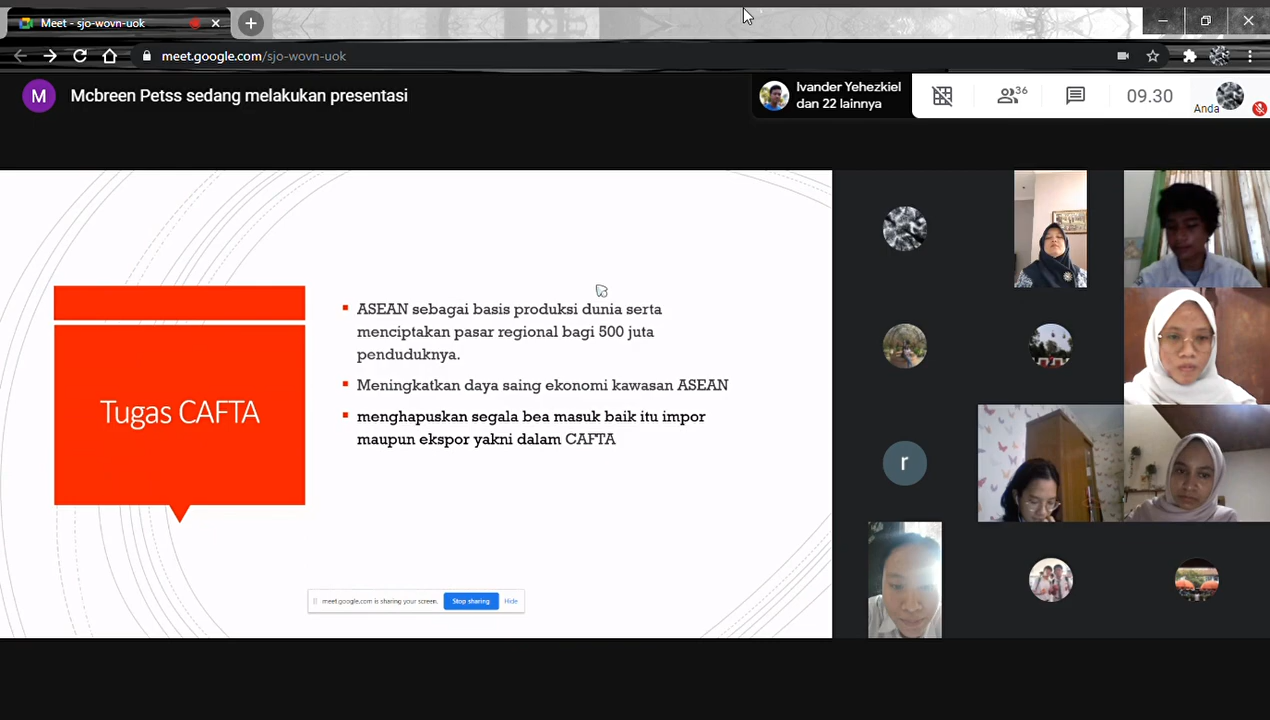 Meet - sjo-wovn-uok
meet.google.com/sjo-wovn-uok
M
Mcbreen Petss sedang melakukan presentasi
Ivander Yehezkiel
dan 22 lainnya
36
09.30
Anda
Tugas CAFTA
ASEAN sebagai basis produksi dunia serta
menciptakan pasar regional bagi 500 juta
penduduknya.
Meningkatkan daya saing ekonomi kawasan ASEAN
menghapuskan segala bea masuk baik itu impor
maupun ekspor yakni dalam CAFTA
r
meet.google.com is sharing your screen.
Stop sharing
Hide